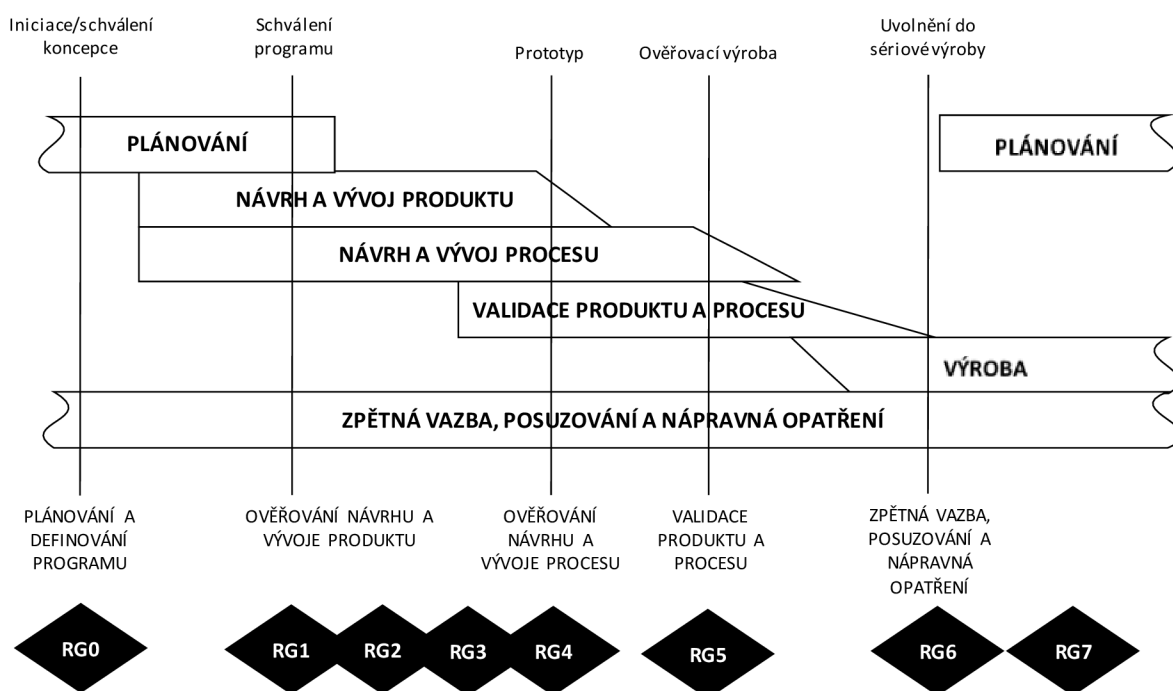 Iniciace/schválení
koncepce
Schválení
programu
Prototyp
Ověřovací výroba
Uvolnění do
sériové výroby
PLÁNOVÁNÍ
PLÁNOVÁNÍ
NÁVRH A VÝVOJ PRODUKTU
NÁVRH A VÝVOJ PROCESU
VALIDACE PRODUKTU A PROCESU
VÝROBA
ZPĚTNÁ VAZBA, POSUZOVÁNÍ A NÁPRAVNÁ OPATŘENÍ
PLÁNOVÁNÍ A
DEFINOVÁNÍ
PROGRAMU
OVĚŘOVÁNÍ NÁVRHU A
VÝVOJE PRODUKTU
OVĚŘOVÁNÍ
NÁVRHU A
VÝVOJE PROCESU
VALIDACE
PRODUKTU A
PROCESU
ZPĚTNÁ VAZBA,
POSUZOVÁNÍ A
NÁPRAVNÁ
OPATŘENÍ
RG0
RG1
RG2
RG3
RG4
RG5
RG6
RG7